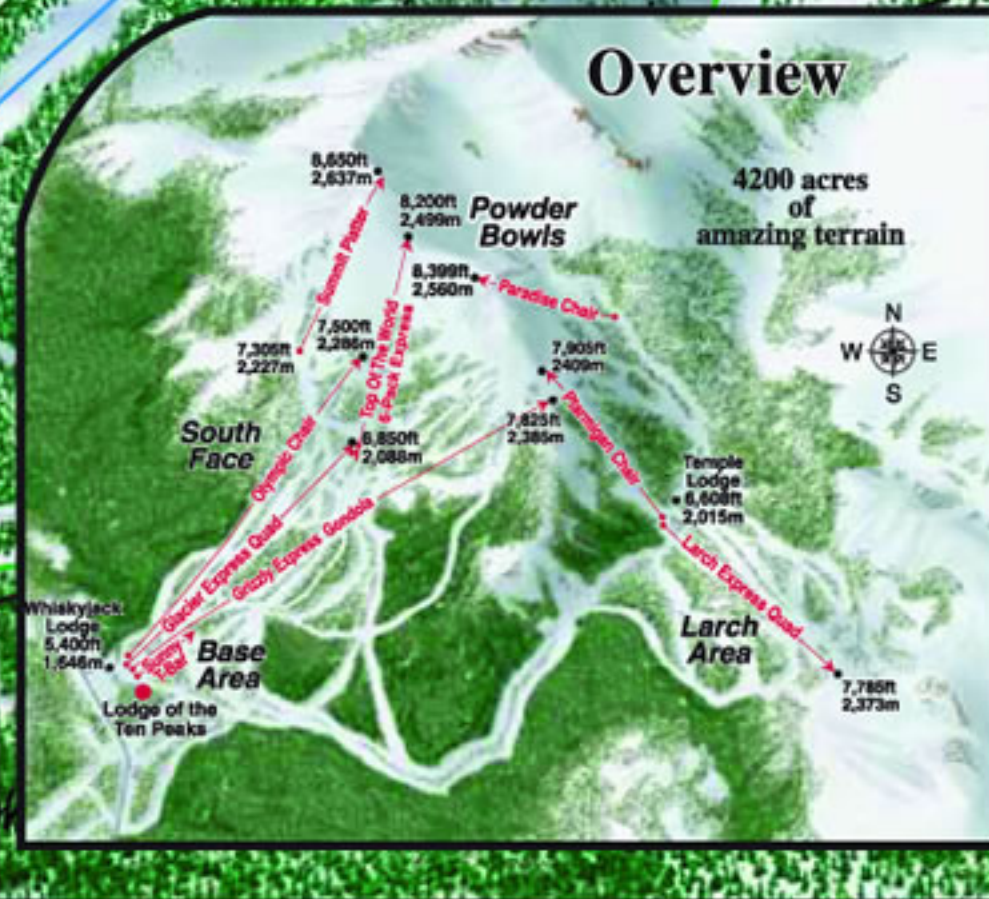 Overview
4200 acres
of
amazing terrain
8,650ft
2,637m
8,200ft
2,499m
Powder
Bowls
Summit Platter
8,399ft
2,560m
Paradise Chair
7,500ft
2,286m
7,305ft
2,227m
Top Of The World
6-Pack Express
7,905ft
2409m
N
W E
S
7,825ft
2,385m
Ptarmigan Chair
South
Face
Olympic Chair
6,850ft
2,088m
Temple
Lodge
6,608ft
2,015m
Glacier Express Quad
Grizzly Express Gondola
Larch Express Quad
Whiskyjack
Lodge
5,400ft
1,646m
Sunny
T-Bar
Base
Area
Larch
Area
Lodge of the
Ten Peaks
7,785ft
2,373m